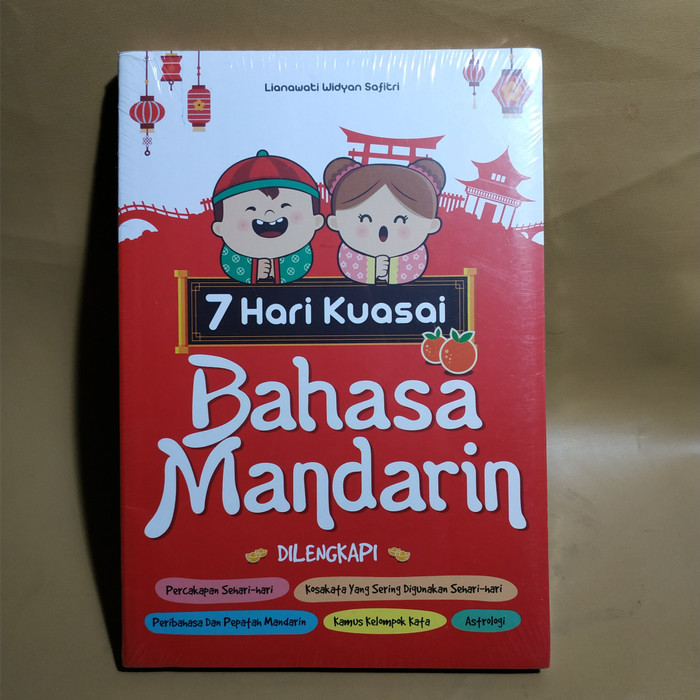 Lianawati Widyan Safitri
7 Hari Kuasai
Bahasa
Mandarin
DILENGKAPI
Percakapan Sehari-hari
Kosakata Yang Sering Digunakan Sehari-hari
Peribahasa Dan Pepatah Mandarin
Kamus Kelompok Kata
Astrologi